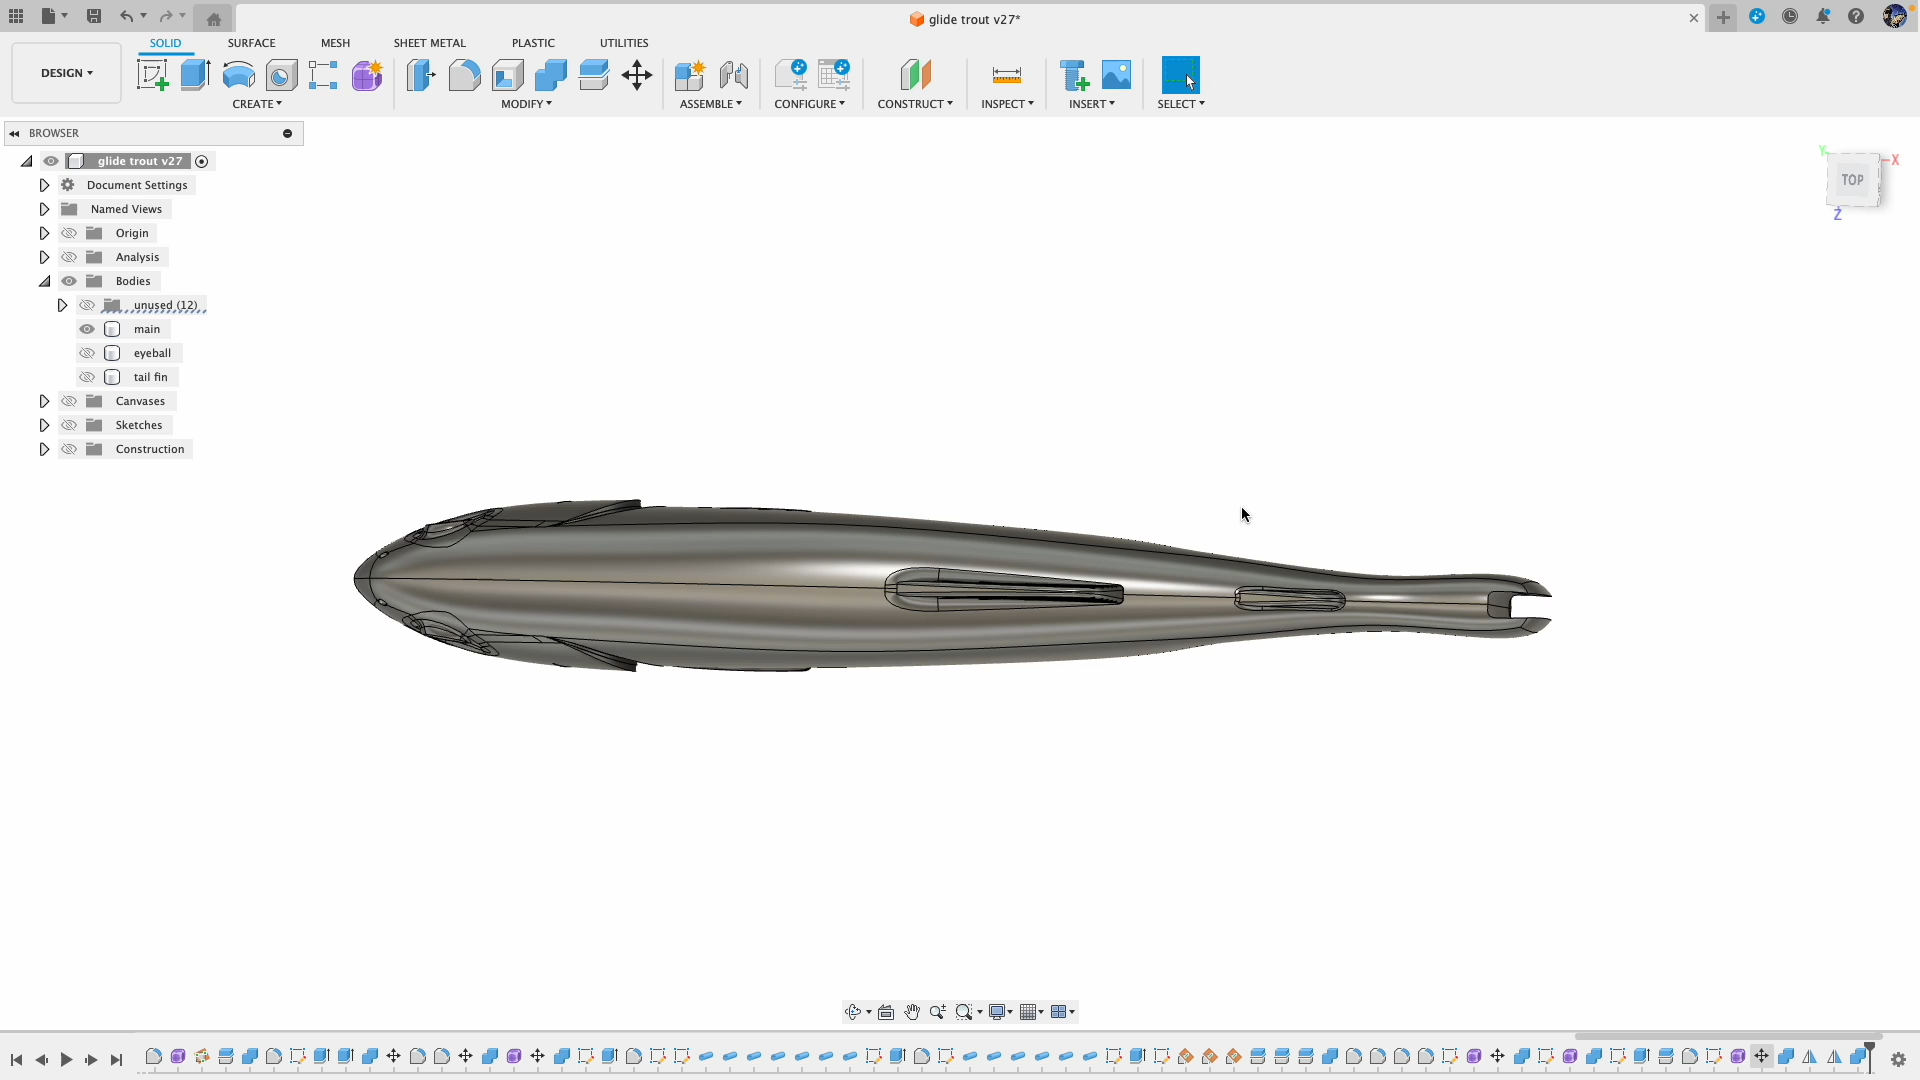 glide trout v27*
SOLID SURFACE MESH SHEET METAL PLASTIC UTILITIES
DESIGN
CREATE MODIFY ASSEMBLE CONFIGURE CONSTRUCT INSPECT INSERT SELECT
BROWSER
glide trout v27
Document Settings
Named Views
Origin
Analysis
Bodies
unused (12)
main
eyeball
tail fin
Canvases
Sketches
Construction
Y
X
TOP
Z